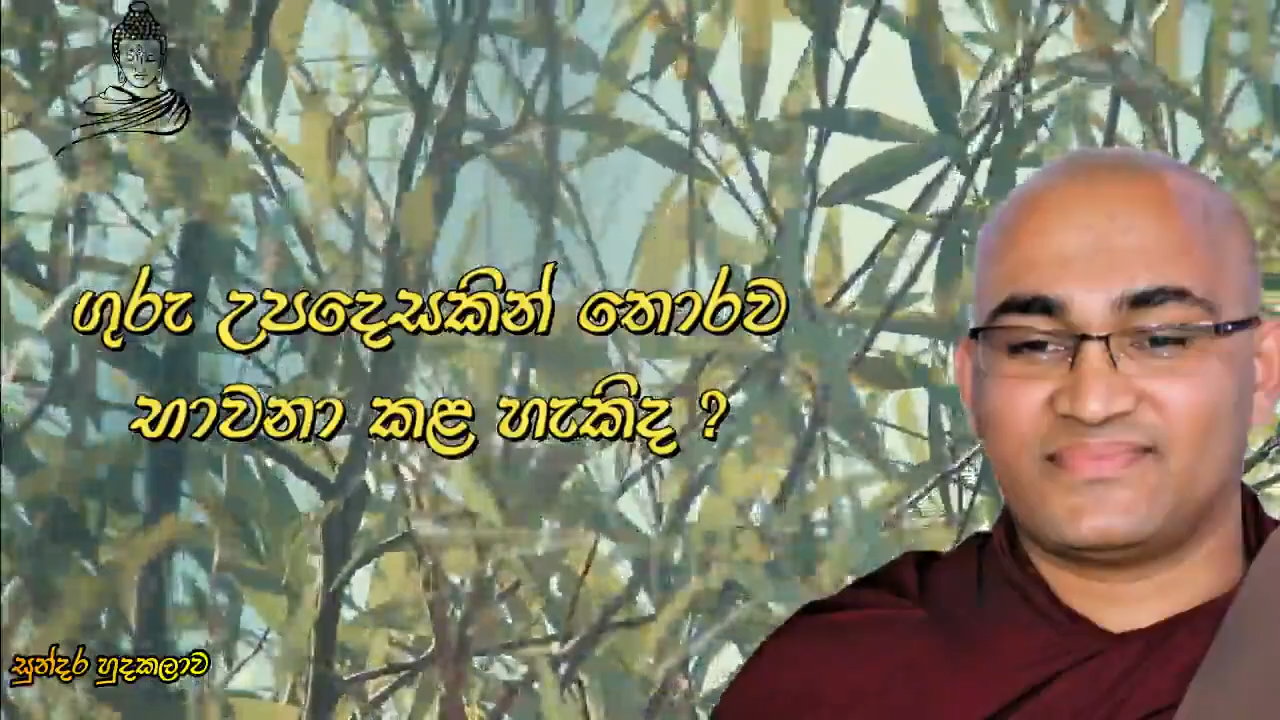 ගුරු උපදෙසකින් තොරව
භාවනා කළ හැකිද ?
සුන්දර හුදකලාව